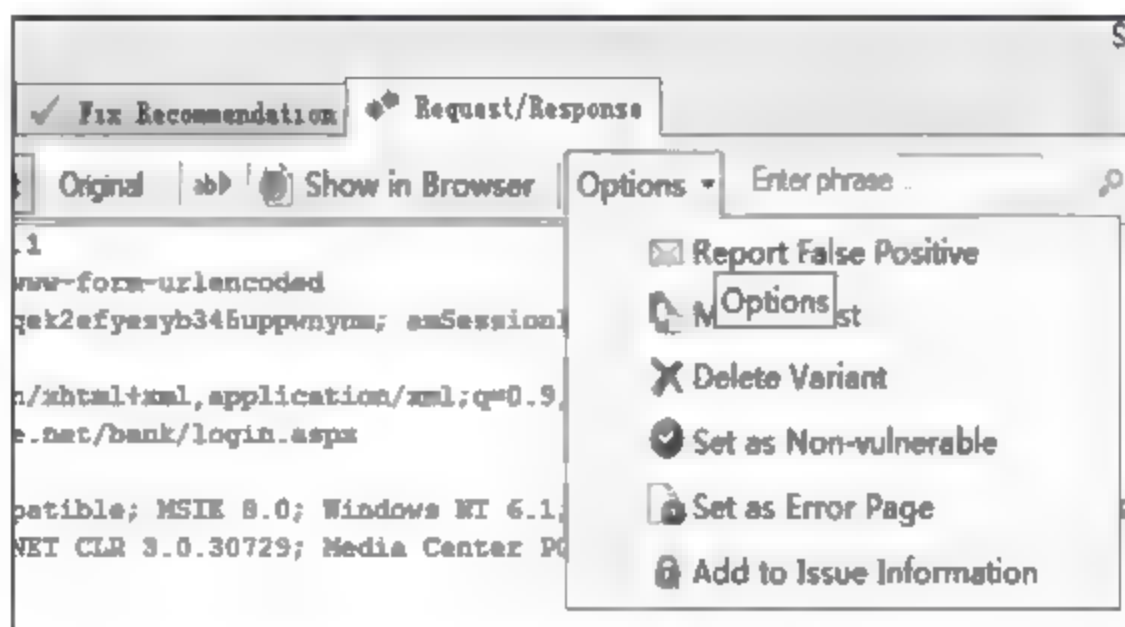 Fix Recommendation Request/Response
Original ab Show in Browser Options Enter phrase
.1
www-form-urlencoded
amSessionI
n/xhtml+xml,application/xml;q=0.9,
e.net/bank/login.aspx
patible; MSIE 8.0; Windows NT 6.1;
NET CLR 3.0.30729; Media Center PC
Report False Positive
Options
Delete Variant
Set as Non-vulnerable
Set as Error Page
Add to Issue Information